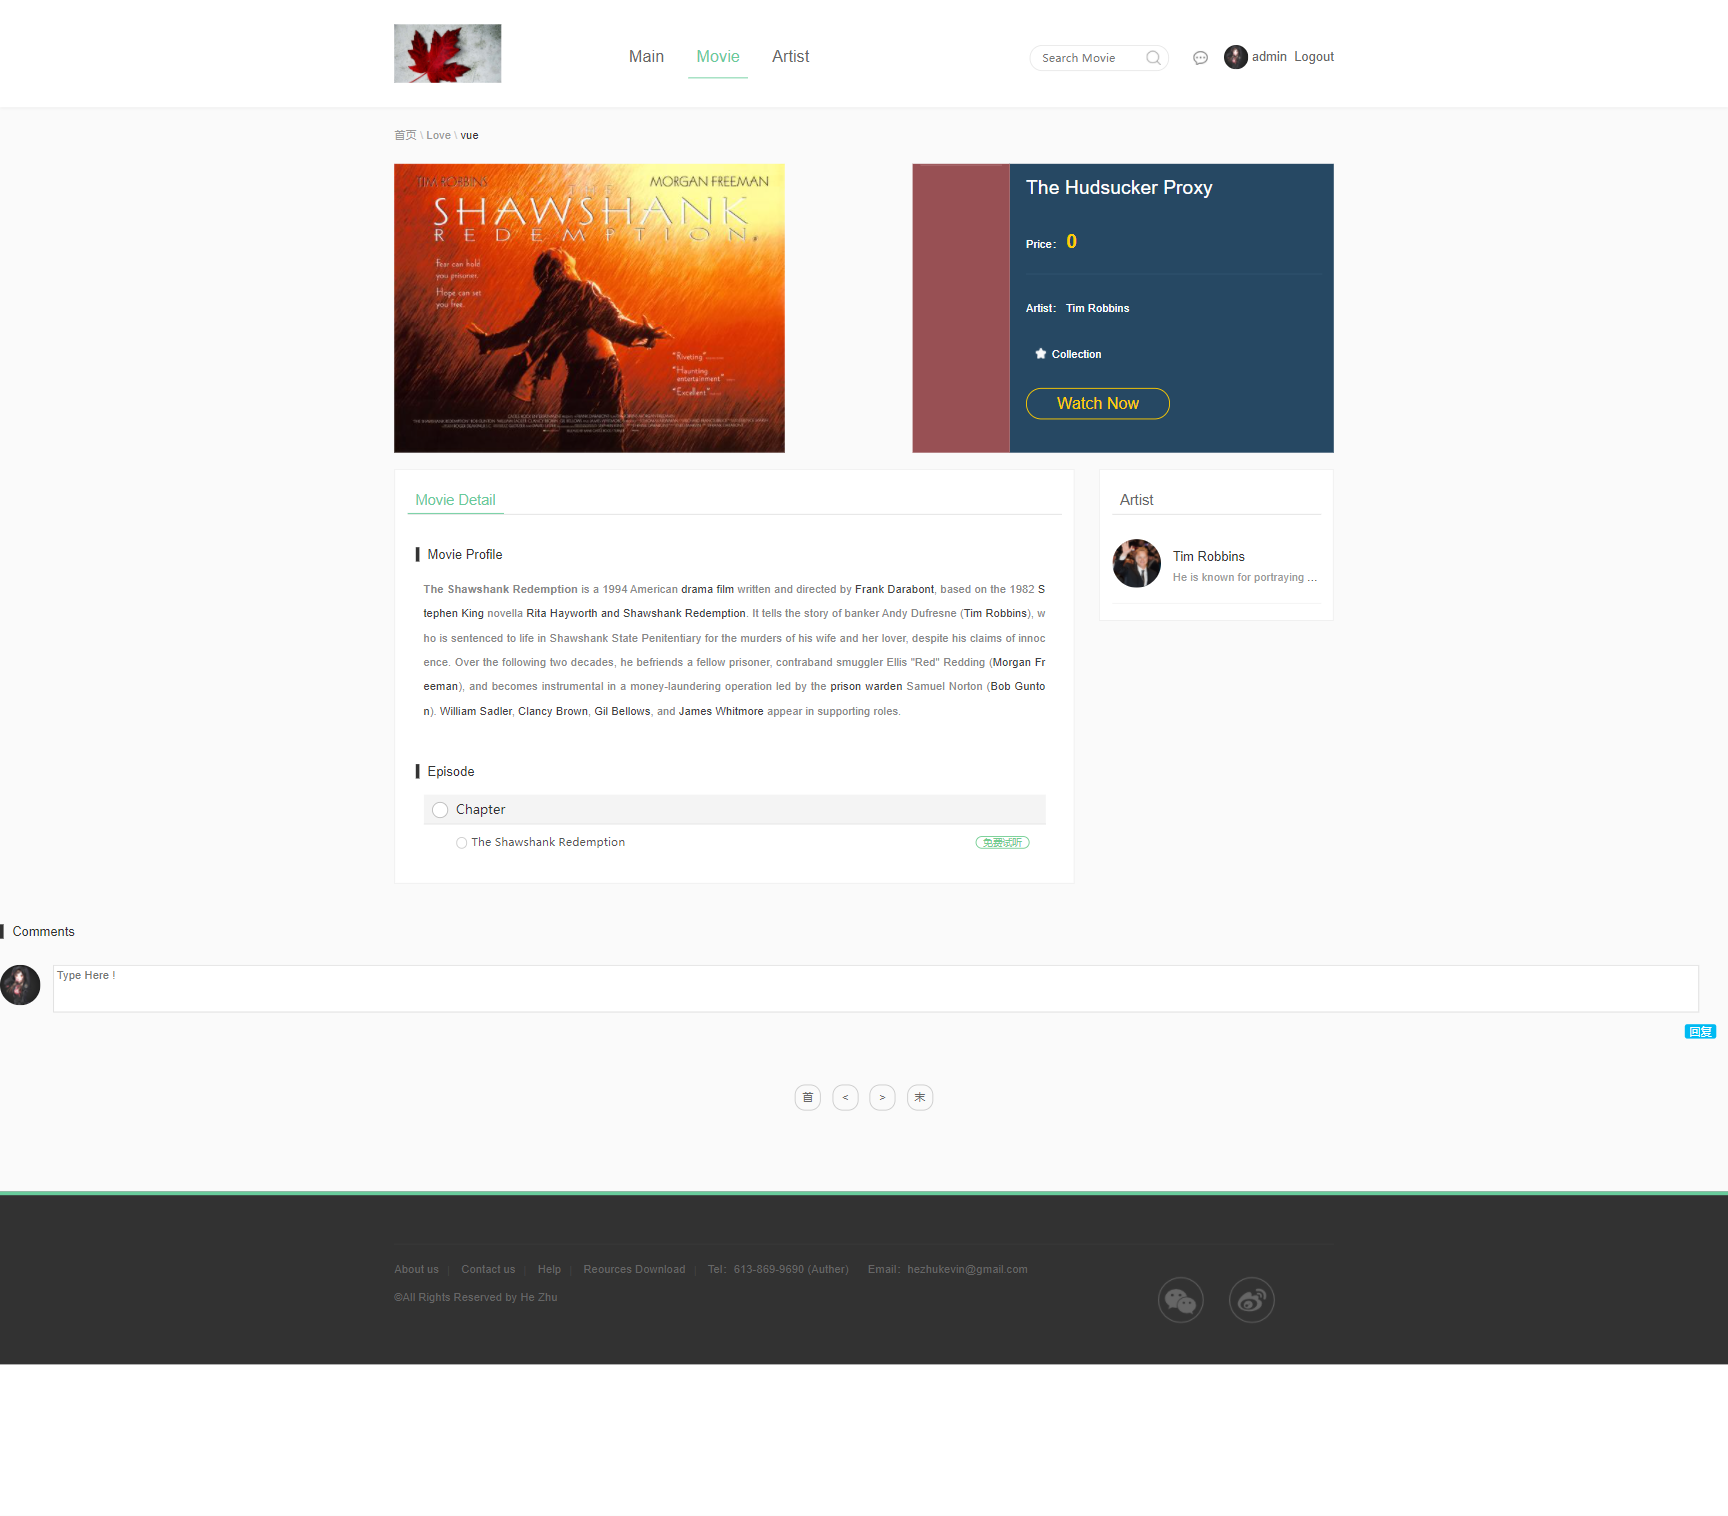 Main Movie Artist Search Movie admin Logout
首页 \ Love \ vue
TIM ROBBINS MORGAN FREEMAN
THE
SHAWSHANK
REDEMPTION.
Fear can hold
you prisoner.
Hope can set
you free.
"Riveting"
"Haunting
entertainment"
"Excellent"
The Hudsucker Proxy
Price： 0
Artist： Tim Robbins
Collection
Watch Now
Movie Detail
Movie Profile
The Shawshank Redemption is a 1994 American drama film written and directed by Frank Darabont, based on the 1982 S
tephen King novella Rita Hayworth and Shawshank Redemption. It tells the story of banker Andy Dufresne (Tim Robbins), w
ho is sentenced to life in Shawshank State Penitentiary for the murders of his wife and her lover, despite his claims of innoc
ence. Over the following two decades, he befriends a fellow prisoner, contraband smuggler Ellis "Red" Redding (Morgan Fr
eeman), and becomes instrumental in a money-laundering operation led by the prison warden Samuel Norton (Bob Gunto
n). William Sadler, Clancy Brown, Gil Bellows, and James Whitmore appear in supporting roles.
Episode
Chapter
The Shawshank Redemption 免费试听
Artist
Tim Robbins
He is known for portraying ...
Comments
Type Here !
回复
首 < > 末
About us | Contact us | Help | Reources Download | Tel：613-869-9690 (Auther) Email：hezhukevin@gmail.com
©All Rights Reserved by He Zhu